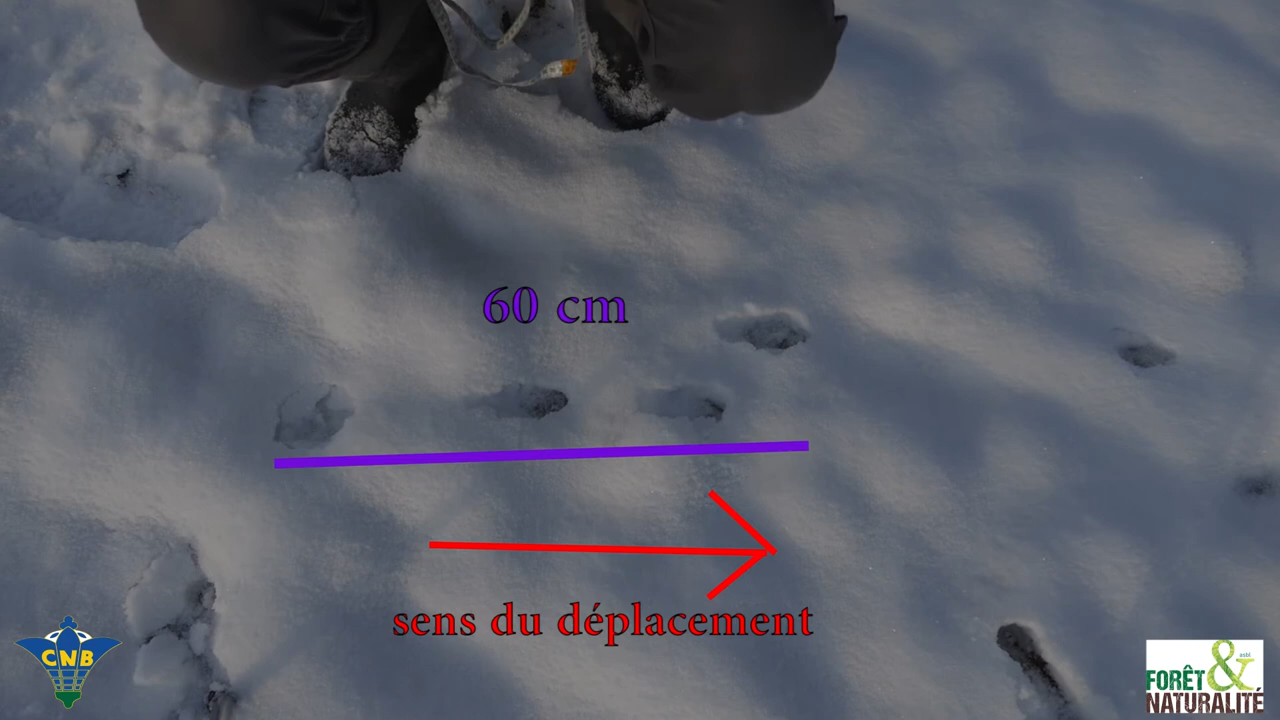 60 cm
sens du déplacement
CNB
FORÊT & asbl
NATURALITÉ